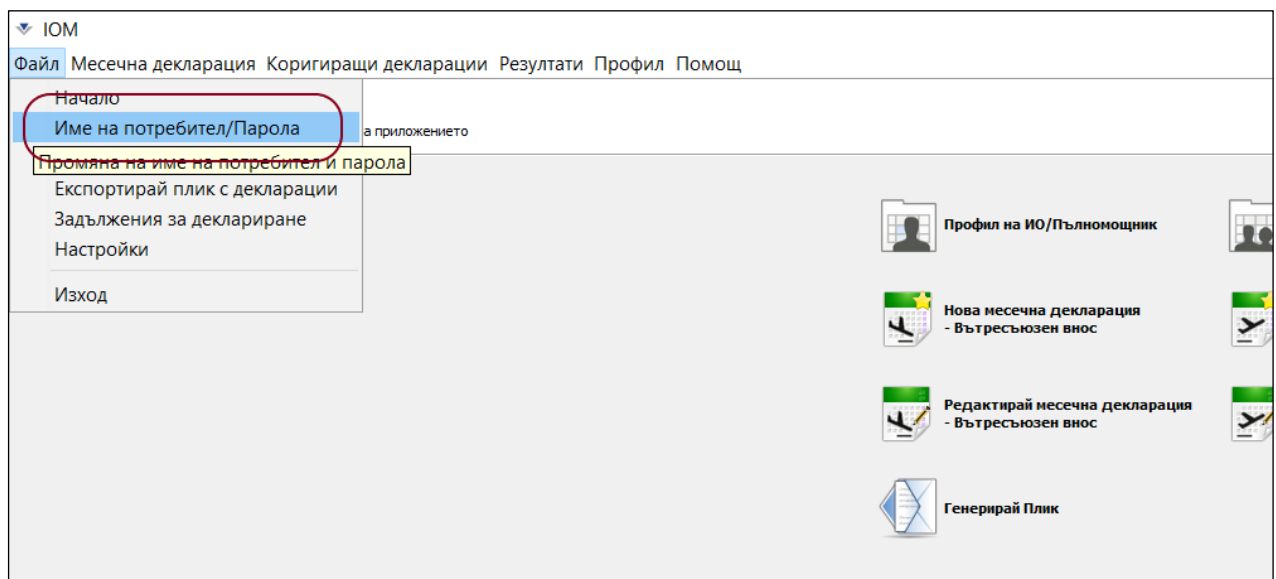 IOM
Файл Месечна декларация Коригиращи декларации Резултати Профил Помощ
Начало
Име на потребител/Парола
а приложението
Промяна на име на потребител и парола
Експортирай плик с декларации
Задължения за деклариране
Настройки
Изход
Профил на ИО/Пълномощник
Нова месечна декларация
- Вътресъюзен внос
Редактирай месечна декларация
- Вътресъюзен внос
Генерирай Плик